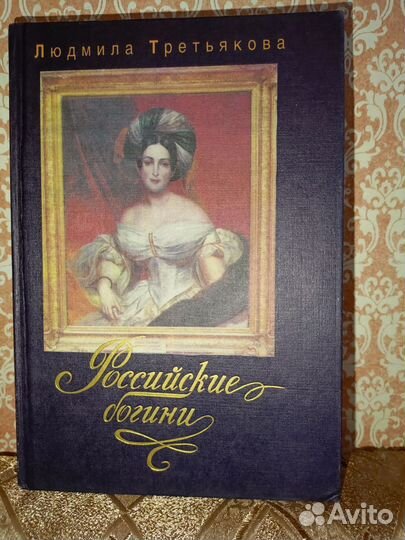 Людмила Третьякова
Российские
богини
Avito